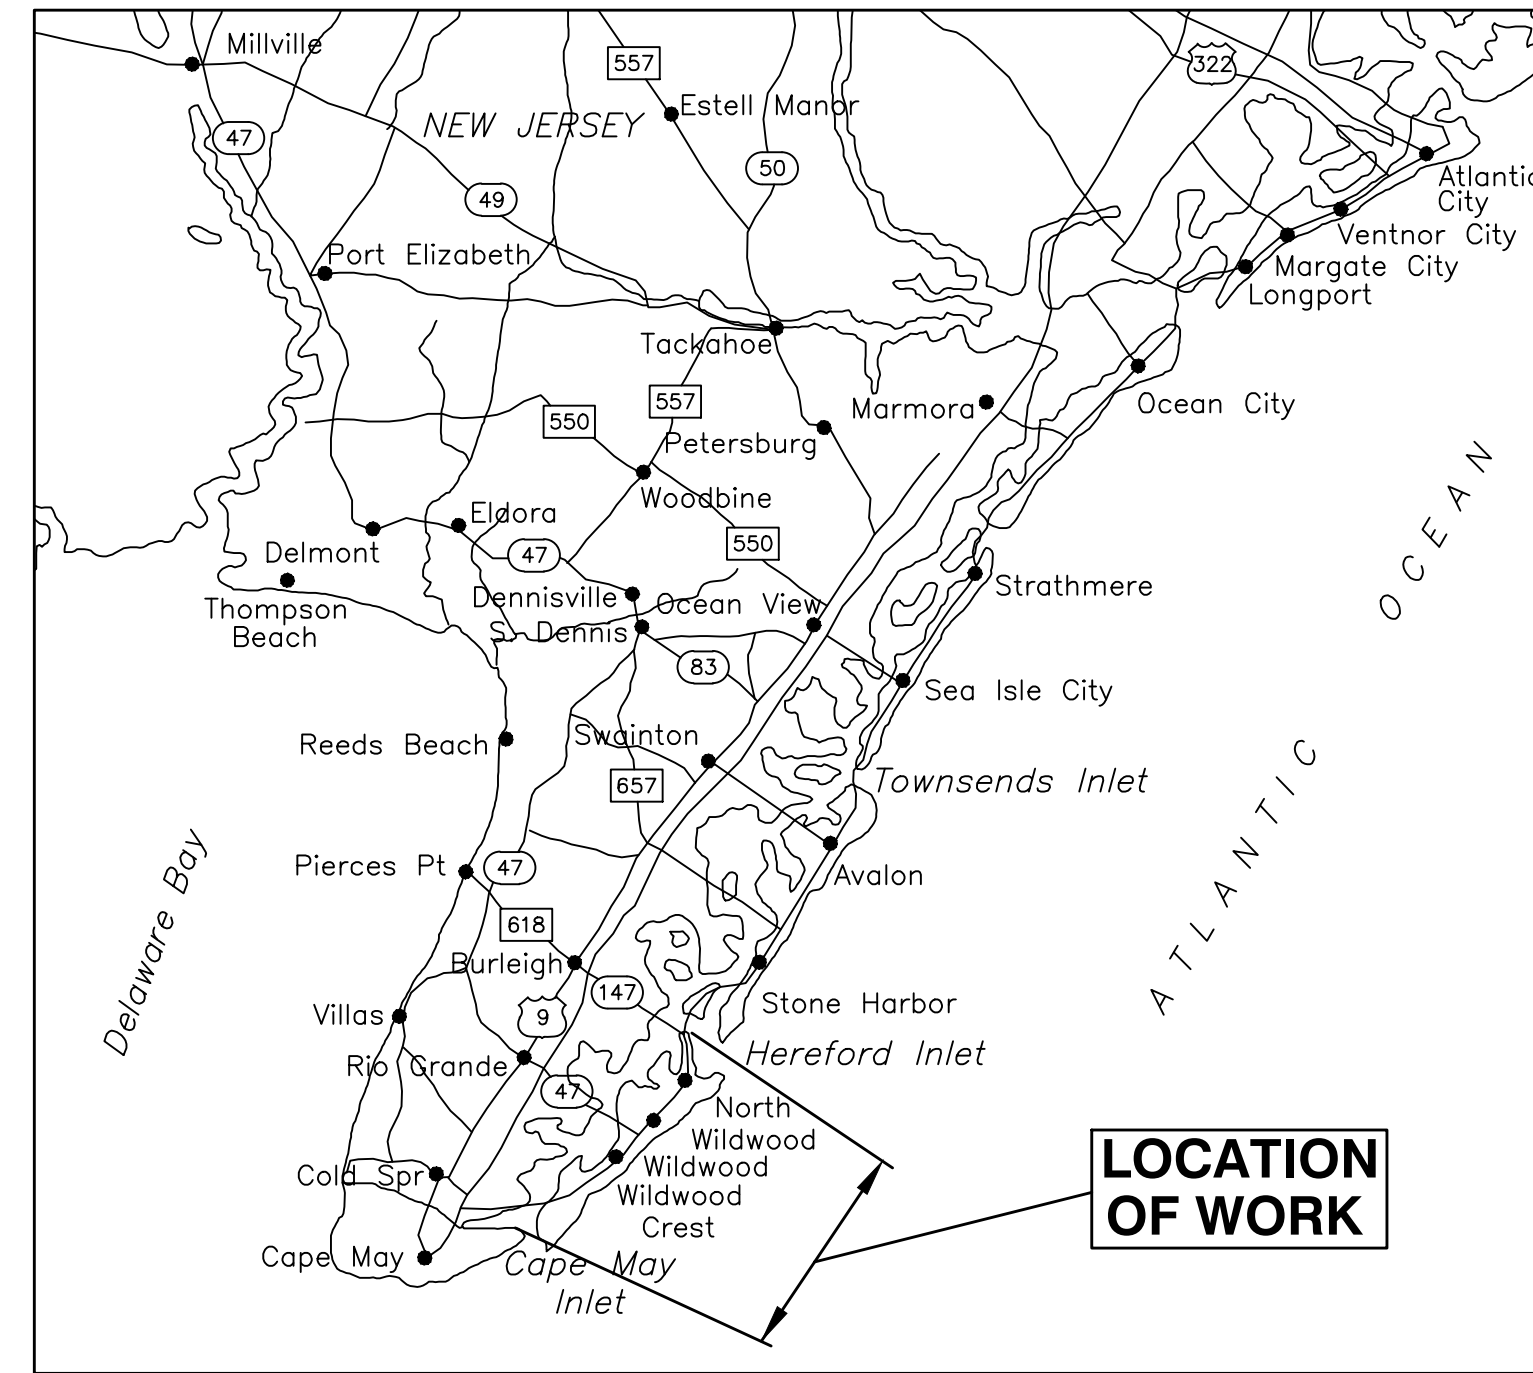 Millville
557
322
Estell Manor
NEW JERSEY
47
50
49
Atlantic
City
Ventnor City
Margate City
Longport
Port Elizabeth
Tackahoe
557
550
Marmora
Ocean City
Petersburg
Woodbine
Eldora
550
Delmont
47
Strathmere
Thompson
Beach
Dennisville
Ocean View
S. Dennis
83
Sea Isle City
Reeds Beach
Swainton
657
Townsends Inlet
ATLANTIC OCEAN
Pierces Pt
47
Avalon
618
Delaware Bay
Burleigh
147
Stone Harbor
Villas
9
Hereford Inlet
Rio Grande
47
North
Wildwood
Wildwood
Wildwood
Crest
LOCATION
OF WORK
Cold Spr
Cape May
Cape May
Inlet